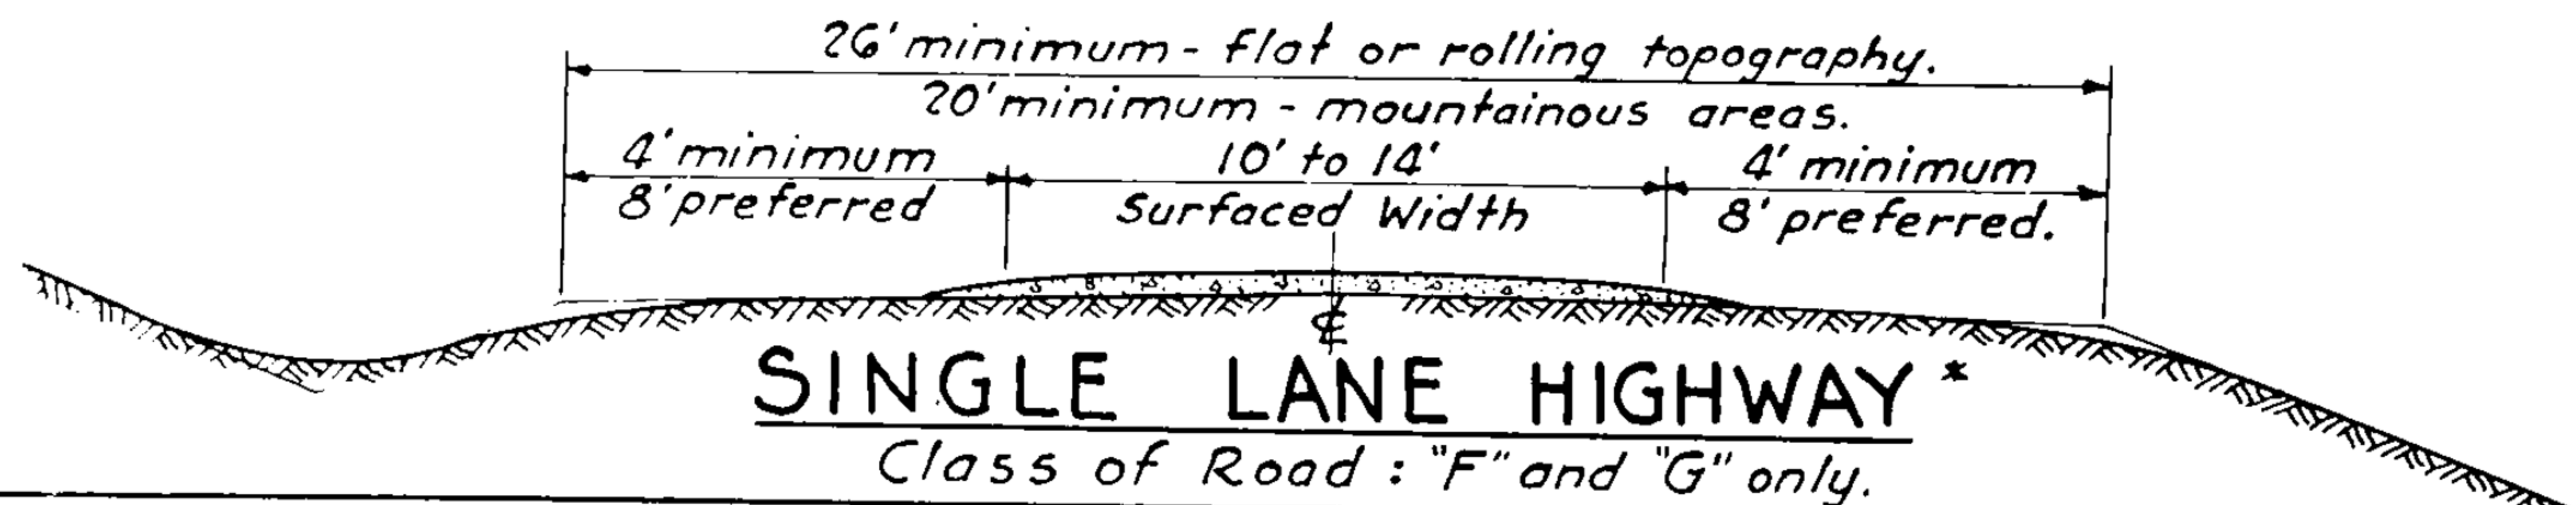 26' minimum - flat or rolling topography.
20' minimum - mountainous areas.
4' minimum 10' to 14' 4' minimum
8' preferred Surfaced Width 8' preferred.
℄
SINGLE LANE HIGHWAY *
Class of Road : "F" and "G" only.